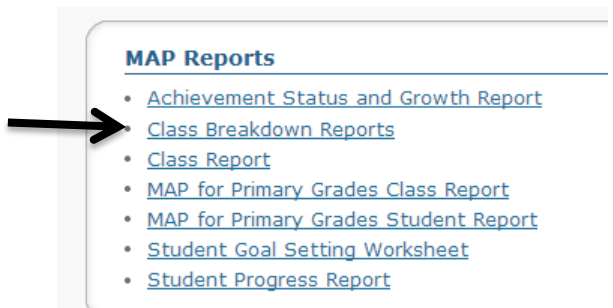 MAP Reports
Achievement Status and Growth Report
Class Breakdown Reports
Class Report
MAP for Primary Grades Class Report
MAP for Primary Grades Student Report
Student Goal Setting Worksheet
Student Progress Report